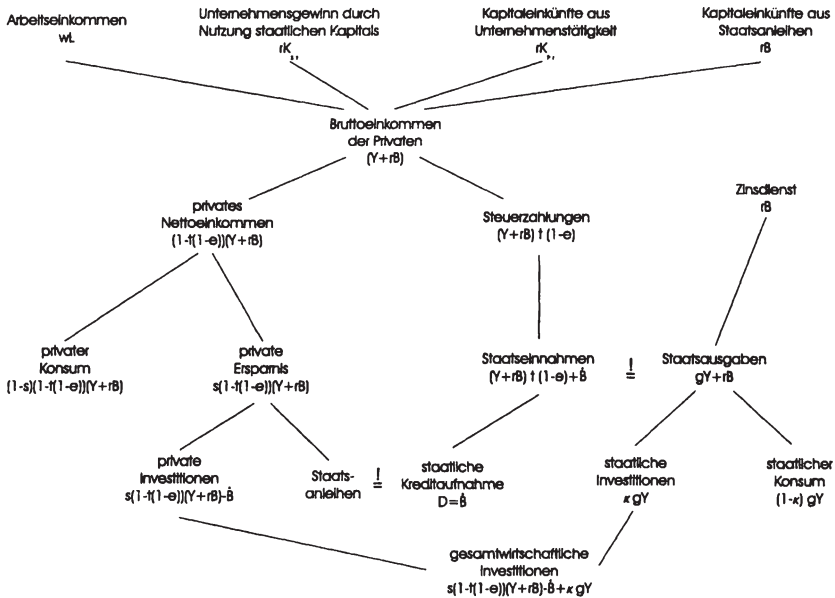 Arbeitseinkommen
wL
Unternehmensgewinn durch
Nutzung staatlichen Kapitals
rK
Kapitaleinkünfte aus
Unternehmenstätigkeit
rK
Kapitaleinkünfte aus
Staatsanleihen
rB
Bruttoeinkommen
der Privaten
(Y+rB)
privates
Nettoeinkommen
(1-t(1-e))(Y+rB)
Steuerzahlungen
(Y+rB) t (1-e)
Zinsdienst
rB
privater
Konsum
(1-s)(1-t(1-e))(Y+rB)
private
Ersparnis
s(1-t(1-e))(Y+rB)
Staatseinnahmen
(Y+rB) t (1-e)+Ḃ
!
=
Staatsausgaben
gY+rB
private
Investitionen
s(1-t(1-e))(Y+rB)-Ḃ
Staats-
anleihen
!
=
staatliche
Kreditaufnahme
D=Ḃ
staatliche
Investitionen
κ gY
staatlicher
Konsum
(1-κ) gY
gesamtwirtschaftliche
Investitionen
s(1-t(1-e))(Y+rB)-Ḃ+κ gY